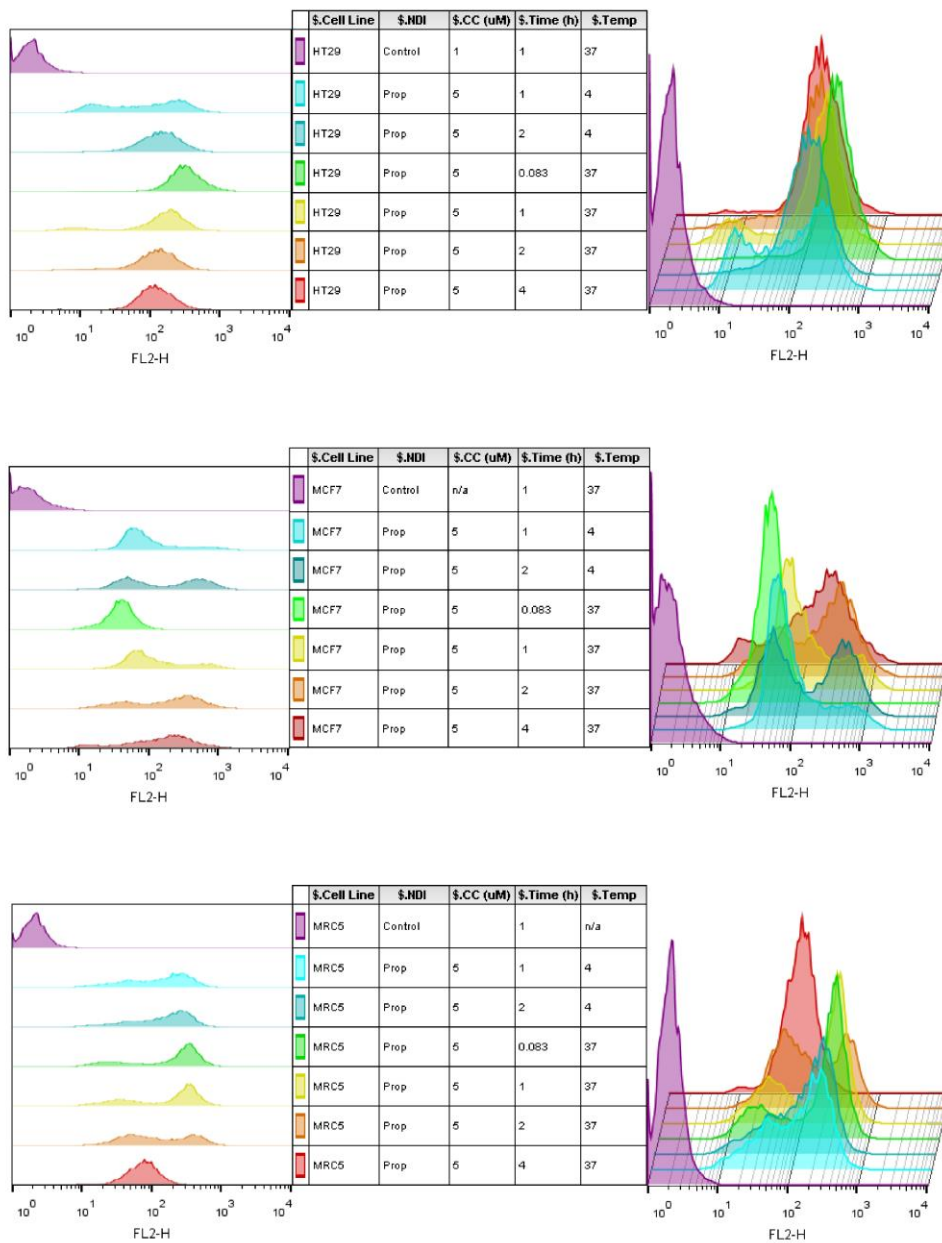 $.Cell Line $.NDI $.CC (uM) $.Time (h) $.Temp
HT29 Control 1 1 37
HT29 Prop 5 1 4
HT29 Prop 5 2 4
HT29 Prop 5 0.083 37
HT29 Prop 5 1 37
HT29 Prop 5 2 37
HT29 Prop 5 4 37
10^0 10^1 10^2 10^3 10^4
FL2-H
10^0 10^1 10^2 10^3 10^4
FL2-H
$.Cell Line $.NDI $.CC (uM) $.Time (h) $.Temp
MCF7 Control n/a 1 37
MCF7 Prop 5 1 4
MCF7 Prop 5 2 4
MCF7 Prop 5 0.083 37
MCF7 Prop 5 1 37
MCF7 Prop 5 2 37
MCF7 Prop 5 4 37
10^0 10^1 10^2 10^3 10^4
FL2-H
10^0 10^1 10^2 10^3 10^4
FL2-H
$.Cell Line $.NDI $.CC (uM) $.Time (h) $.Temp
MRC5 Control 1 n/a
MRC5 Prop 5 1 4
MRC5 Prop 5 2 4
MRC5 Prop 5 0.083 37
MRC5 Prop 5 1 37
MRC5 Prop 5 2 37
MRC5 Prop 5 4 37
10^0 10^1 10^2 10^3 10^4
FL2-H
10^0 10^1 10^2 10^3 10^4
FL2-H